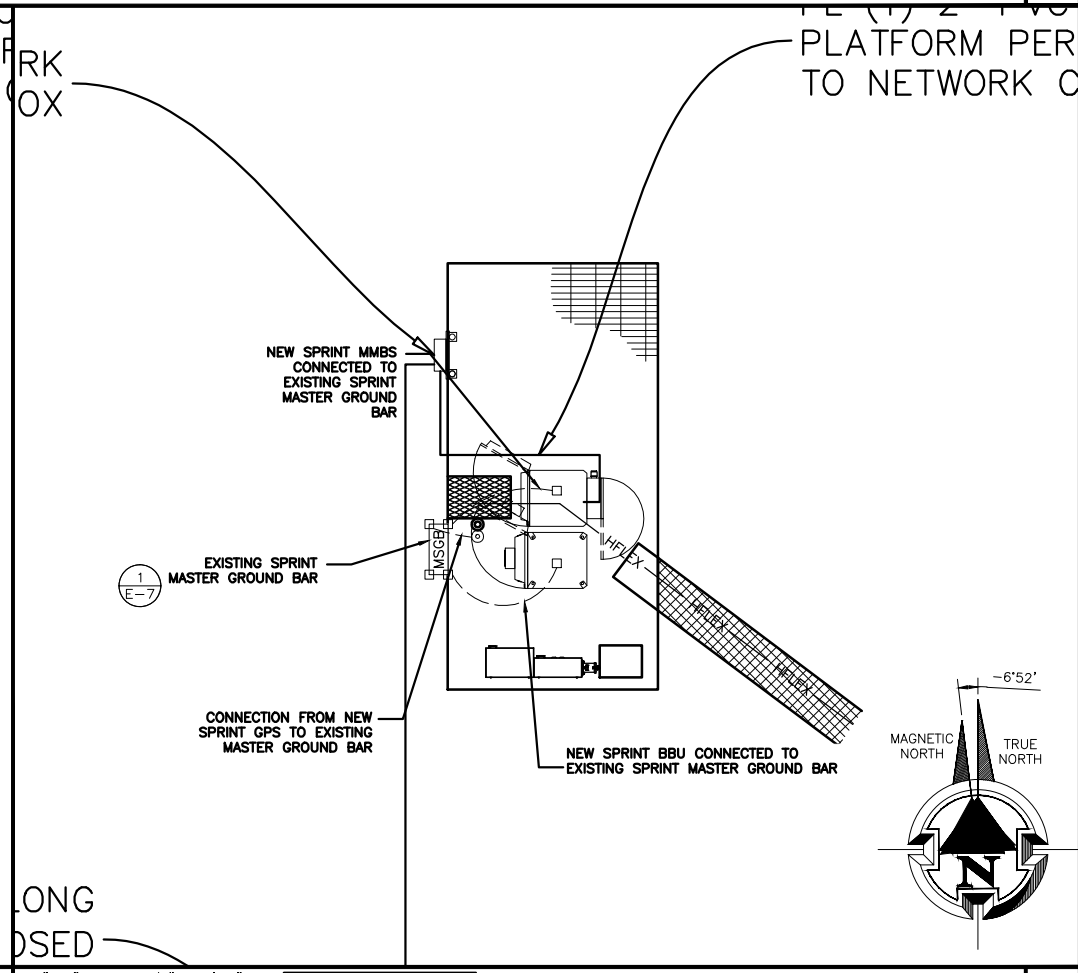 RK
OX
PLATFORM PER
TO NETWORK C
NEW SPRINT MMBS
CONNECTED TO
EXISTING SPRINT
MASTER GROUND
BAR
MSGB
HFLEX
HFLEX
HFLEX
EXISTING SPRINT
MASTER GROUND BAR
1
E-7
CONNECTION FROM NEW
SPRINT GPS TO EXISTING
MASTER GROUND BAR
NEW SPRINT BBU CONNECTED TO
EXISTING SPRINT MASTER GROUND BAR
-6°52'
MAGNETIC
NORTH
TRUE
NORTH
N
LONG
OSED